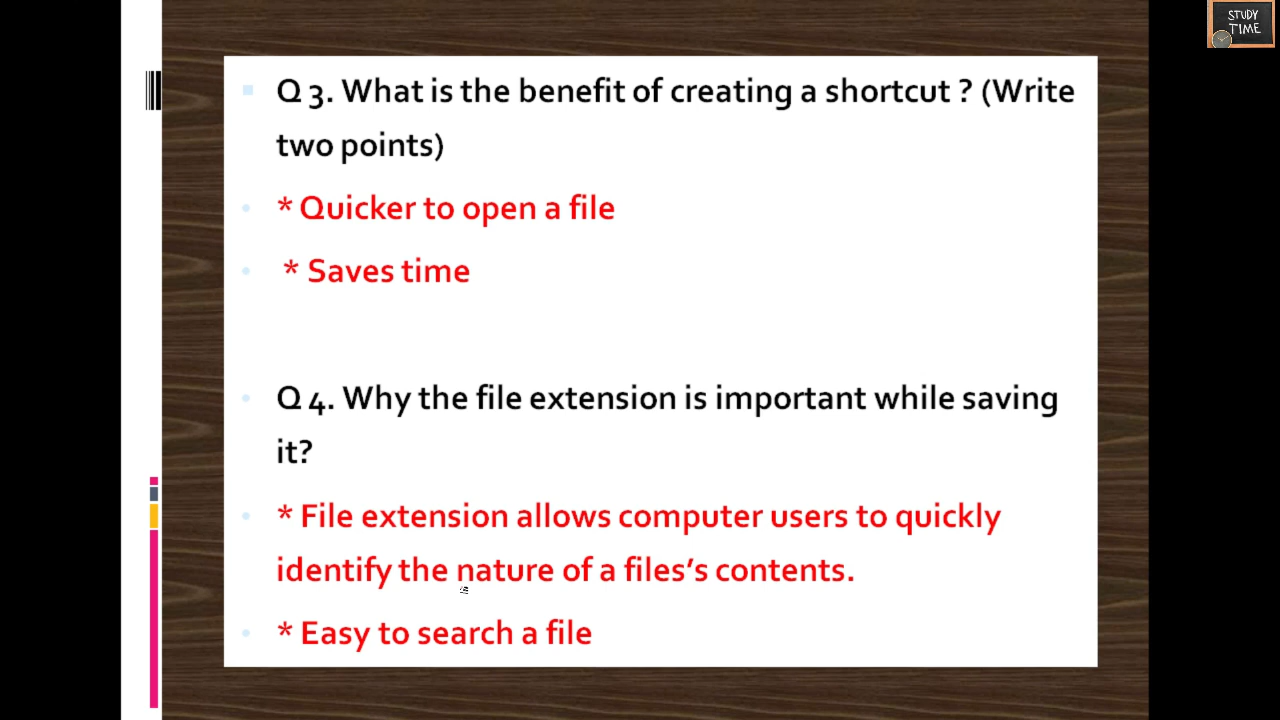 STUDY
TIME
Q 3. What is the benefit of creating a shortcut ? (Write
two points)
* Quicker to open a file
* Saves time
Q 4. Why the file extension is important while saving
it?
* File extension allows computer users to quickly
identify the nature of a files’s contents.
* Easy to search a file